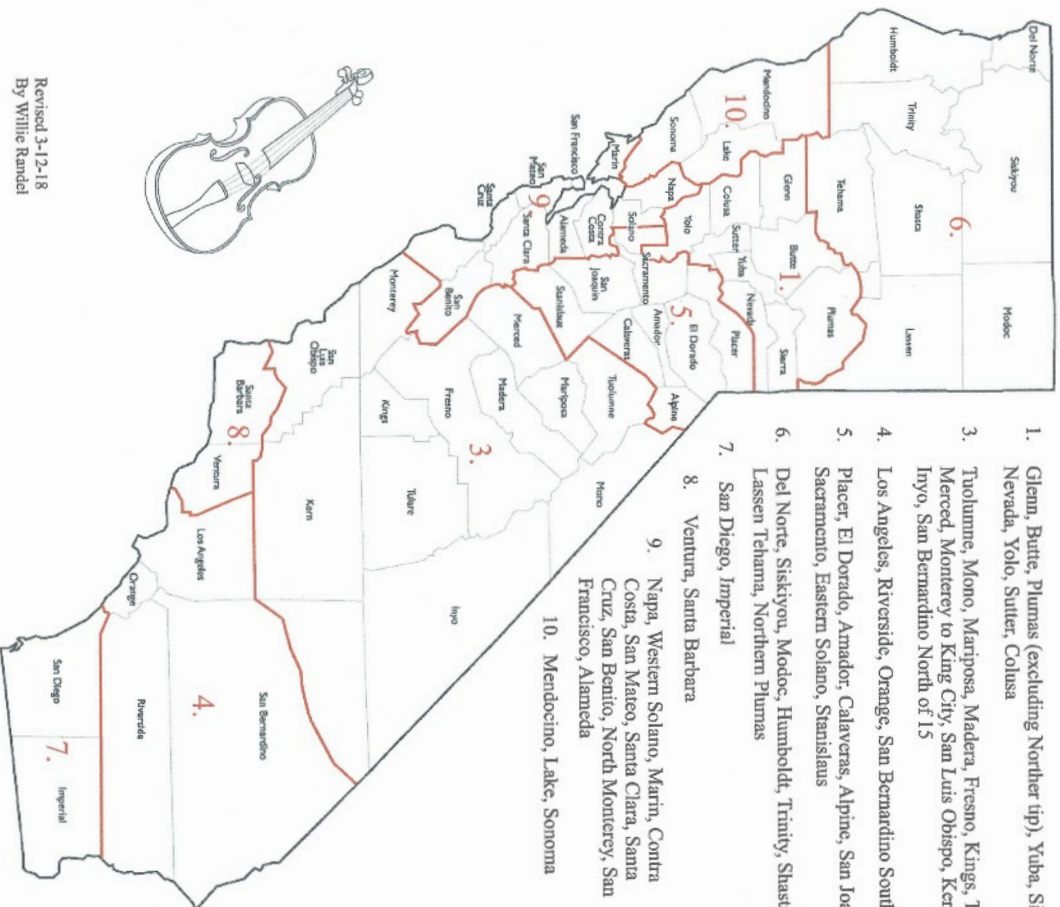 Del Norte
Siskiyou
Modoc
6.
Humboldt
Trinity
Shasta
Lassen
Tehama
Plumas
Mendocino
10.
Glenn
Butte
1.
Lake
Colusa
Sutter
Yuba
Nevada
Sierra
Placer
Sonoma
Napa
Yolo
El Dorado
5.
Sacramento
Amador
Alpine
Marin
Solano
San Francisco
Contra
Costa
San
Joaquin
Calaveras
Tuolumne
San
Mateo
9
Alameda
Stanislaus
Mariposa
Mono
Santa
Cruz
Santa Clara
Merced
Madera
San
Benito
Fresno
3.
Monterey
Kings
Tulare
Inyo
San
Luis
Obispo
Kern
Santa
Barbara
8.
Ventura
Los Angeles
San Bernardino
4.
Orange
Riverside
San Diego
Imperial
7.
1. Glenn, Butte, Plumas (excluding Norther tip), Yuba, Si
Nevada, Yolo, Sutter, Colusa
3. Tuolumne, Mono, Mariposa, Madera, Fresno, Kings, T
Merced, Monterey to King City, San Luis Obispo, Ker
Inyo, San Bernardino North of 15
4. Los Angeles, Riverside, Orange, San Bernardino South
5. Placer, El Dorado, Amador, Calaveras, Alpine, San Joa
Sacramento, Eastern Solano, Stanislaus
6. Del Norte, Siskiyou, Modoc, Humboldt, Trinity, Shast
Lassen Tehama, Northern Plumas
7. San Diego, Imperial
8. Ventura, Santa Barbara
9. Napa, Western Solano, Marin, Contra
Costa, San Mateo, Santa Clara, Santa
Cruz, San Benito, North Monterey, San
Francisco, Alameda
10. Mendocino, Lake, Sonoma
Revised 3-12-18
By Willie Randel